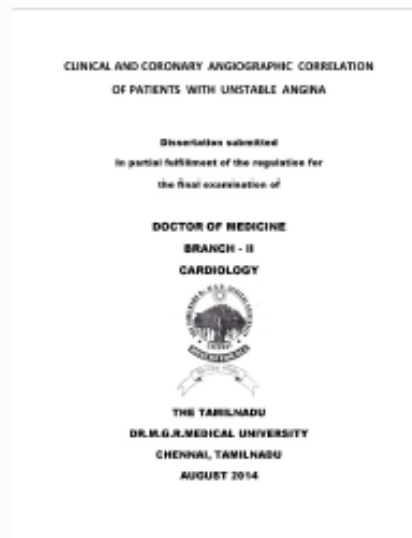 CLINICAL AND CORONARY ANGIOGRAPHIC CORRELATION
OF PATIENTS WITH UNSTABLE ANGINA
Dissertation submitted
in partial fulfillment of the regulation for
the final examination of
DOCTOR OF MEDICINE
BRANCH - II
CARDIOLOGY
THE TAMILNADU
DR.M.G.R.MEDICAL UNIVERSITY
CHENNAI, TAMILNADU
AUGUST 2014